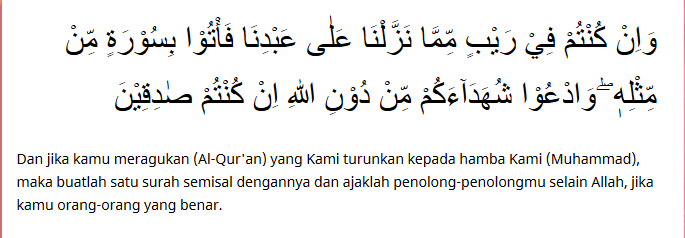 وَاِنْ كُنْتُمْ فِيْ رَيْبٍ مِّمَّا نَزَّلْنَا عَلٰى عَبْدِنَا فَأْتُوْا بِسُوْرَةٍ مِّنْ
مِّثْلِهٖ ۖ وَادْعُوْا شُهَدَاۤءَكُمْ مِّنْ دُوْنِ اللهِ اِنْ كُنْتُمْ صٰدِقِيْنَ
Dan jika kamu meragukan (Al-Qur'an) yang Kami turunkan kepada hamba Kami (Muhammad),
maka buatlah satu surah semisal dengannya dan ajaklah penolong-penolongmu selain Allah, jika
kamu orang-orang yang benar.